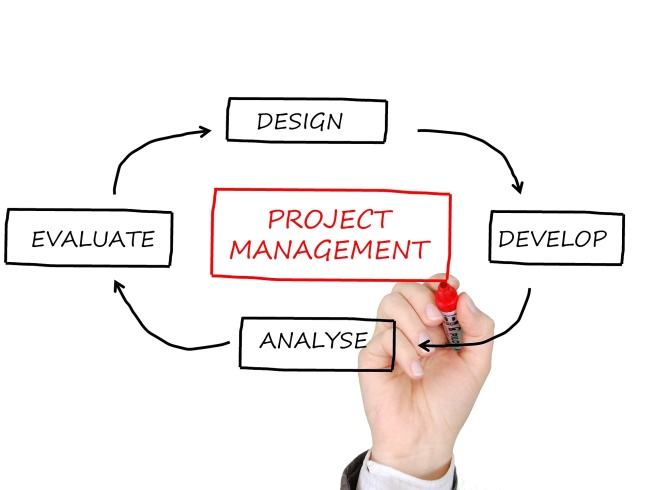 DESIGN
EVALUATE
PROJECT
MANAGEMENT
DEVELOP
ANALYSE